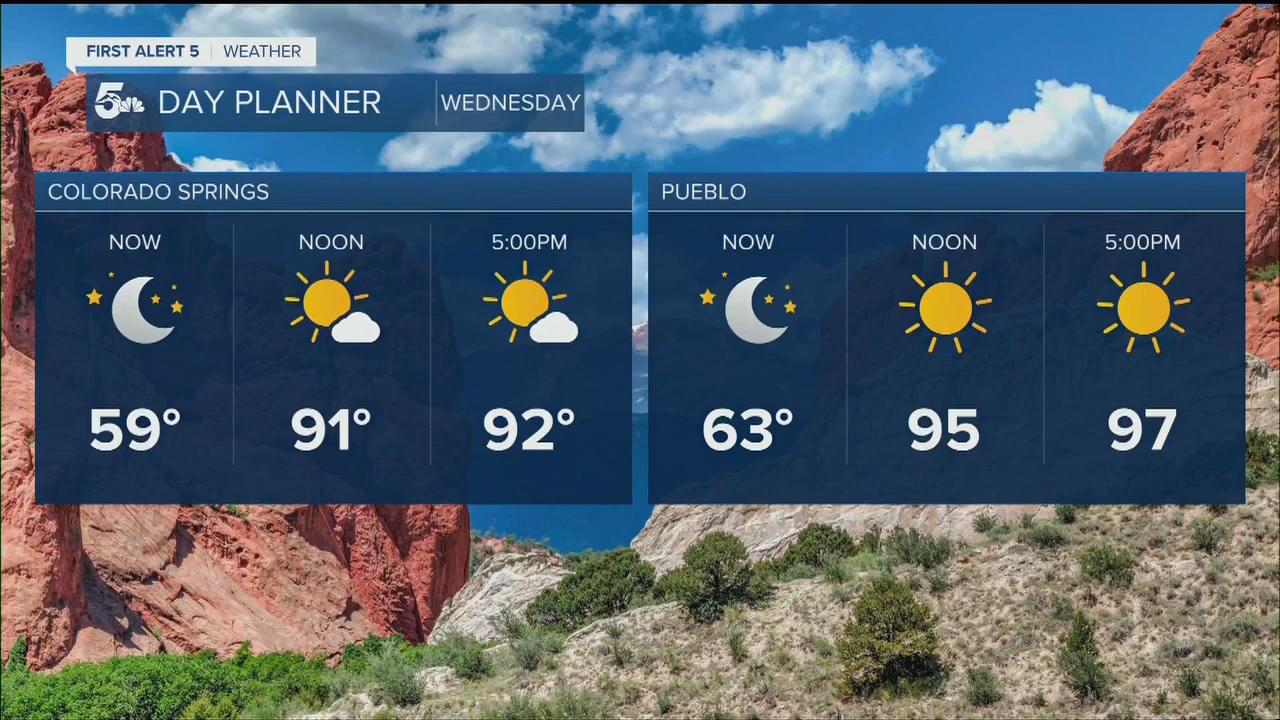 FIRST ALERT 5 | WEATHER
5 DAY PLANNER | WEDNESDAY
COLORADO SPRINGS
NOW NOON 5:00PM
59° 91° 92°
PUEBLO
NOW NOON 5:00PM
63° 95 97